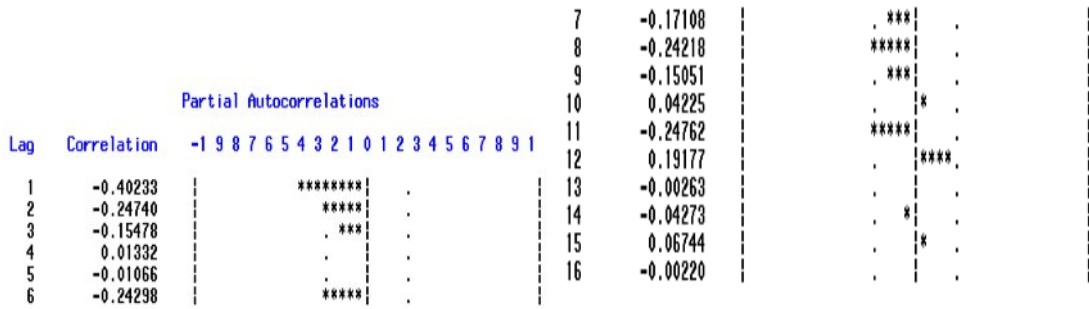 Partial Autocorrelations
Lag Correlation -1 9 8 7 6 5 4 3 2 1 0 1 2 3 4 5 6 7 8 9 1
1 -0.40233 | ********| . |
2 -0.24740 | *****| . |
3 -0.15478 | . ***| . |
4 0.01332 | . | . |
5 -0.01066 | . | . |
6 -0.24298 | *****| . |
7 -0.17108 | . ***| . |
8 -0.24218 | *****| . |
9 -0.15051 | . ***| . |
10 0.04225 | . |* . |
11 -0.24762 | *****| . |
12 0.19177 | . |****. |
13 -0.00263 | . | . |
14 -0.04273 | . *| . |
15 0.06744 | . |* . |
16 -0.00220 | . | . |